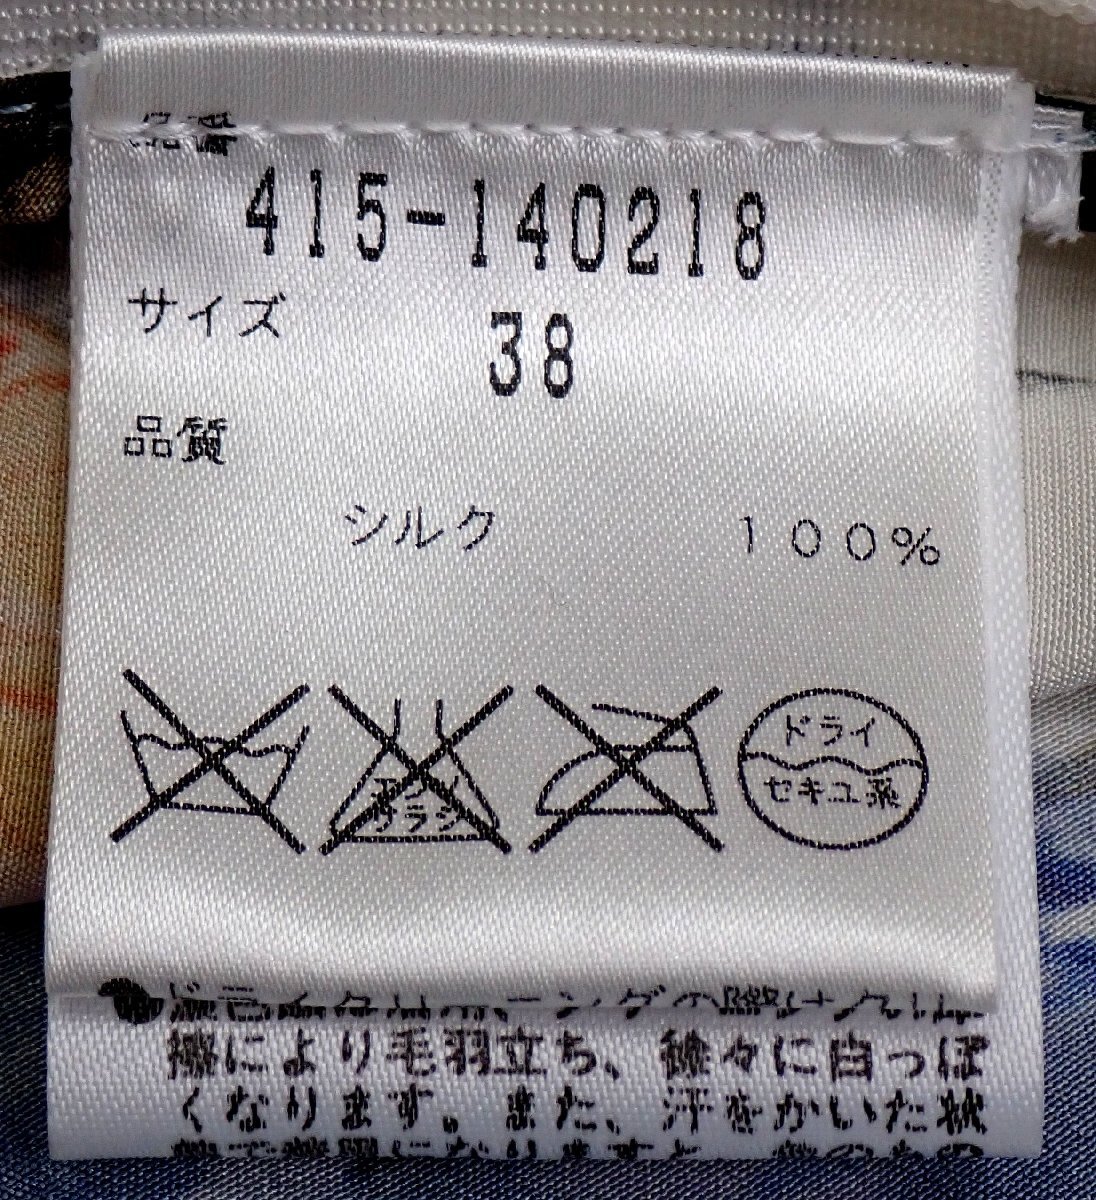 415-140218
サイズ 38
品質
シルク 100%
エンソ
サラシ
ドライ
セキユ系
擦により毛羽立ち、徐々に白っぽ
くなります。また、汗をかいた状